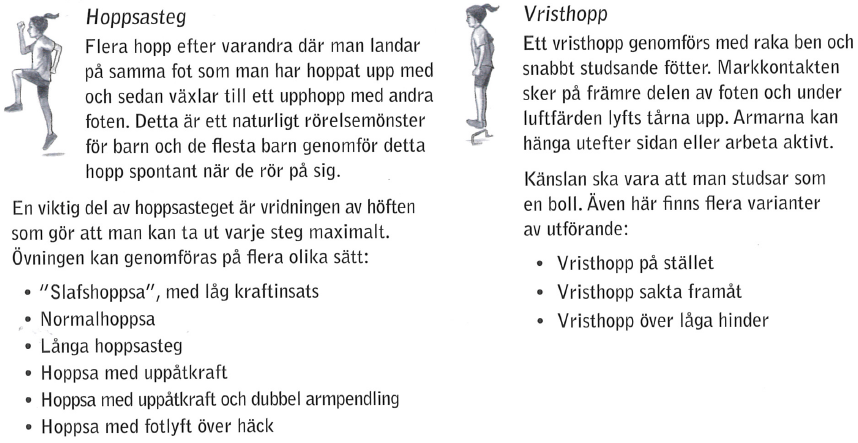 Hoppsasteg
Flera hopp efter varandra där man landar
på samma fot som man har hoppat upp med
och sedan växlar till ett upphopp med andra
foten. Detta är ett naturligt rörelsemönster
för barn och de flesta barn genomför detta
hopp spontant när de rör på sig.
En viktig del av hoppsasteget är vridningen av höften
som gör att man kan ta ut varje steg maximalt.
Övningen kan genomföras på flera olika sätt:
• "Slafshoppsa", med låg kraftinsats
• Normalhoppsa
• Långa hoppsasteg
• Hoppsa med uppåtkraft
• Hoppsa med uppåtkraft och dubbel armpendling
• Hoppsa med fotlyft över häck
Vristhopp
Ett vristhopp genomförs med raka ben och
snabbt studsande fötter. Markkontakten
sker på främre delen av foten och under
luftfärden lyfts tårna upp. Armarna kan
hänga utefter sidan eller arbeta aktivt.
Känslan ska vara att man studsar som
en boll. Även här finns flera varianter
av utförande:
• Vristhopp på stället
• Vristhopp sakta framåt
• Vristhopp över låga hinder